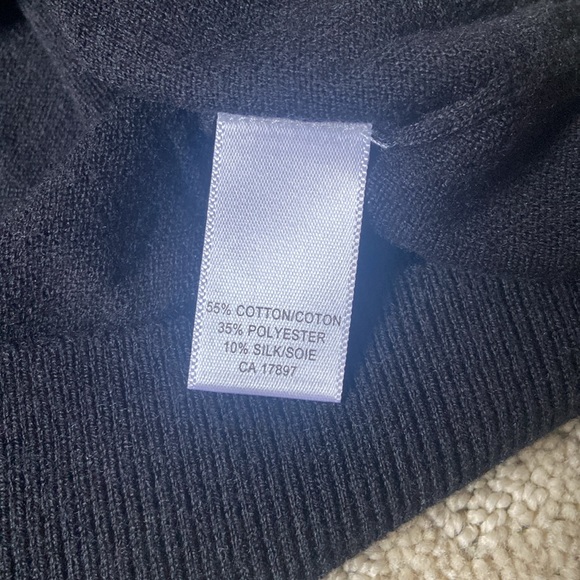 55% COTTON/COTON
35% POLYESTER
10% SILK/SOIE
CA 17897